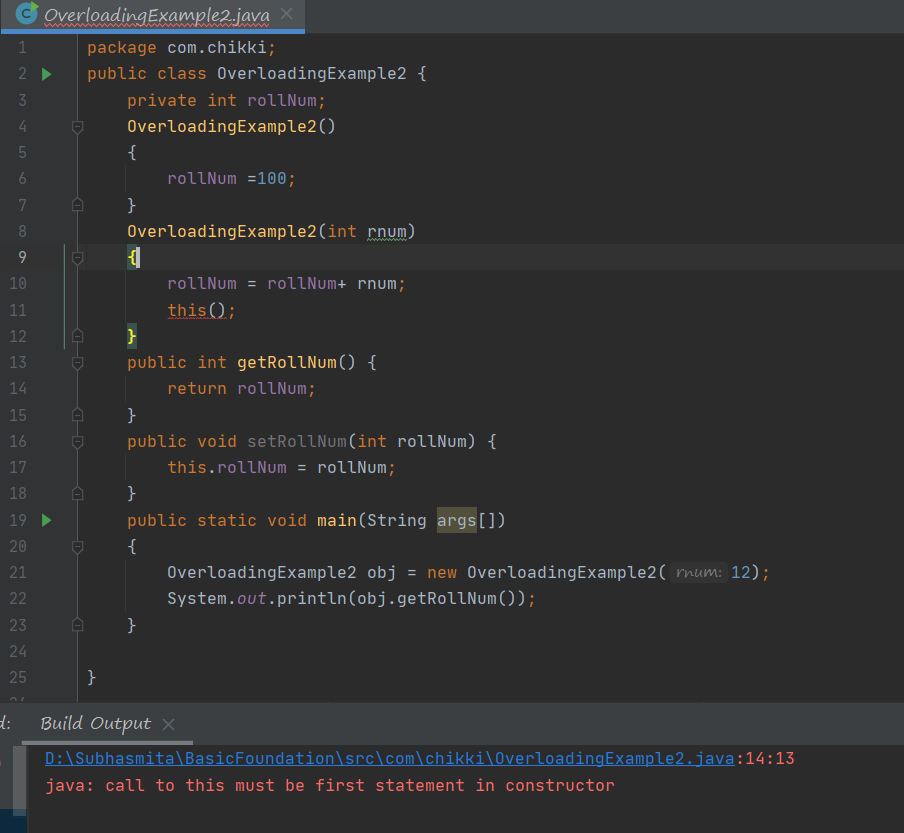 OverloadingExample2.java
1 package com.chikki;
2 public class OverloadingExample2 {
3 private int rollNum;
4 OverloadingExample2()
5 {
6 rollNum =100;
7 }
8 OverloadingExample2(int rnum)
9 {
10 rollNum = rollNum+ rnum;
11 this();
12 }
13 public int getRollNum() {
14 return rollNum;
15 }
16 public void setRollNum(int rollNum) {
17 this.rollNum = rollNum;
18 }
19 public static void main(String args[])
20 {
21 OverloadingExample2 obj = new OverloadingExample2( rnum: 12);
22 System.out.println(obj.getRollNum());
23 }
24
25 }
Build Output
D:\Subhasmita\BasicFoundation\src\com\chikki\OverloadingExample2.java:14:13
java: call to this must be first statement in constructor